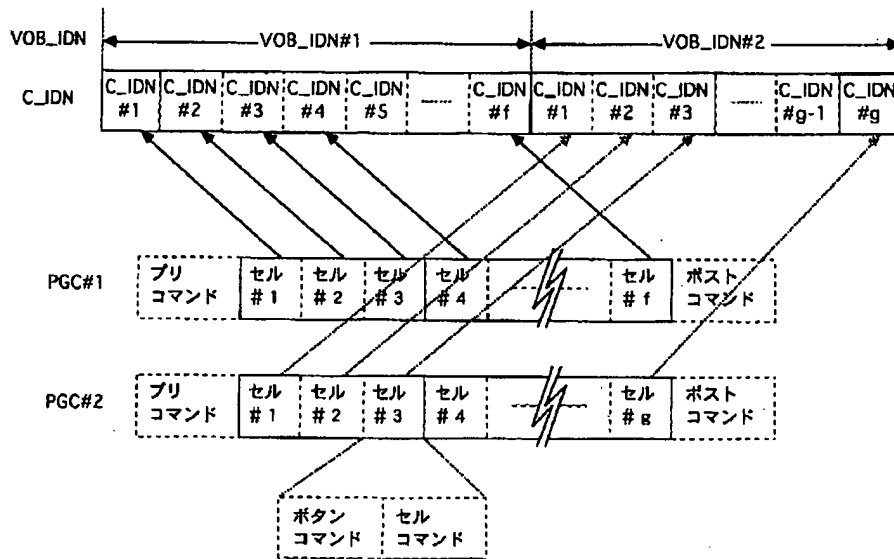 VOB_IDN
VOB_IDN#1
VOB_IDN#2
C_IDN
C_IDN #1
C_IDN #2
C_IDN #3
C_IDN #4
C_IDN #5
C_IDN #f
C_IDN #1
C_IDN #2
C_IDN #3
C_IDN #g-1
C_IDN #g
PGC#1
プリ
コマンド
セル
#1
セル
#2
セル
#3
セル
#4
セル
#f
ポスト
コマンド
PGC#2
プリ
コマンド
セル
#1
セル
#2
セル
#3
セル
#4
セル
#g
ポスト
コマンド
ボタン
コマンド
セル
コマンド